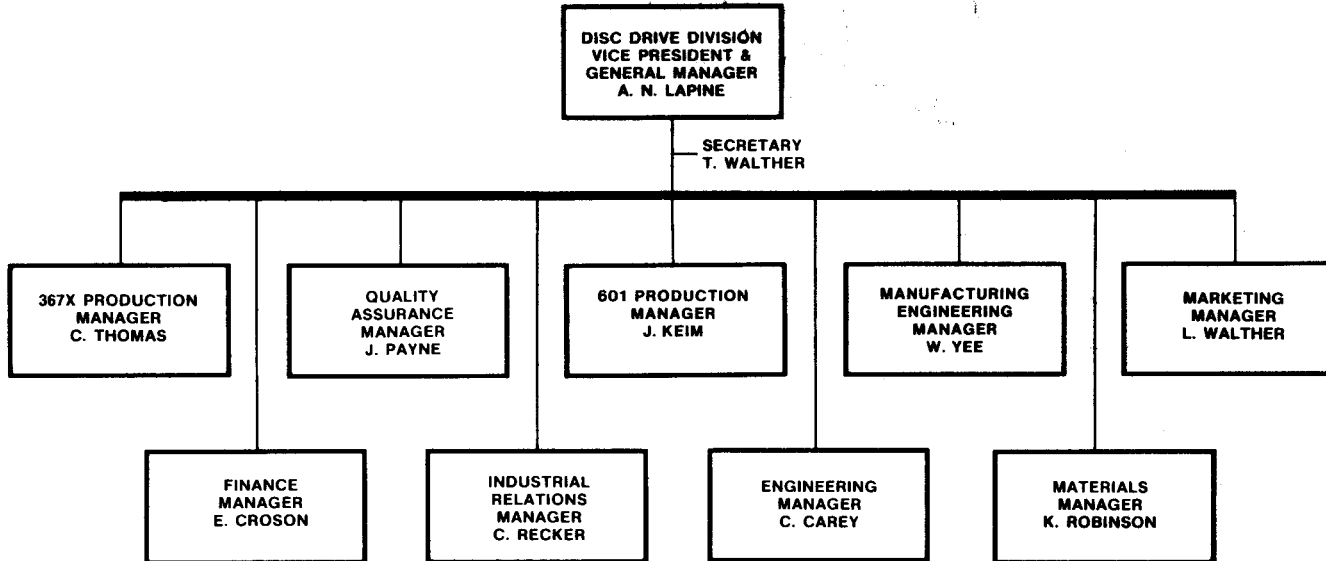 DISC DRIVE DIVISION
VICE PRESIDENT &
GENERAL MANAGER
A. N. LAPINE
SECRETARY
T. WALTHER
367X PRODUCTION
MANAGER
C. THOMAS
QUALITY
ASSURANCE
MANAGER
J. PAYNE
601 PRODUCTION
MANAGER
J. KEIM
MANUFACTURING
ENGINEERING
MANAGER
W. YEE
MARKETING
MANAGER
L. WALTHER
FINANCE
MANAGER
E. CROSON
INDUSTRIAL
RELATIONS
MANAGER
C. RECKER
ENGINEERING
MANAGER
C. CAREY
MATERIALS
MANAGER
K. ROBINSON